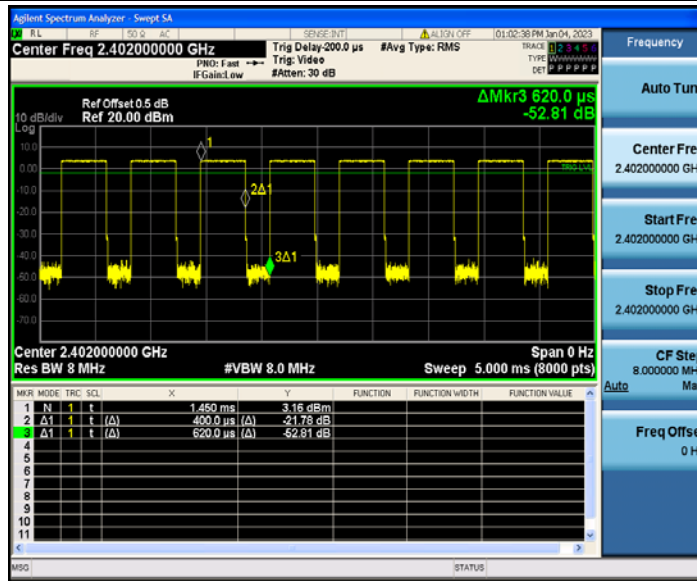 Agilent Spectrum Analyzer - Swept SA
RL RF 50 Ω AC SENSE:INT ALIGN OFF 01:02:38 PM Jan 04, 2023
Center Freq 2.402000000 GHz
PNO: Fast
IFGain:Low
Trig Delay-200.0 µs
Trig: Video
#Atten: 30 dB
#Avg Type: RMS
TRACE 1 2 3 4 5 6
TYPE WWWWWW
DET P P P P P P
Ref Offset 0.5 dB
10 dB/div Ref 20.00 dBm
Log
ΔMkr3 620.0 µs
-52.81 dB
10.0
0.00
-10.0
-20.0
-30.0
-40.0
-50.0
-60.0
-70.0
1
2Δ1
3Δ1
TRIG LVL
Center 2.402000000 GHz Span 0 Hz
Res BW 8 MHz #VBW 8.0 MHz Sweep 5.000 ms (8000 pts)
MKR MODE TRC SCL X Y FUNCTION FUNCTION WIDTH FUNCTION VALUE
1 N 1 t 1.450 ms 3.16 dBm
2 Δ1 1 t (Δ) 400.0 µs (Δ) -21.78 dB
3 Δ1 1 t (Δ) 620.0 µs (Δ) -52.81 dB
4
5
6
7
8
9
10
11
MSG STATUS
Frequency
Auto Tun
Center Fre
2.402000000 GH
Start Fre
2.402000000 GH
Stop Fre
2.402000000 GH
CF Ste
8.000000 MH
Auto Ma
Freq Offse
0 H